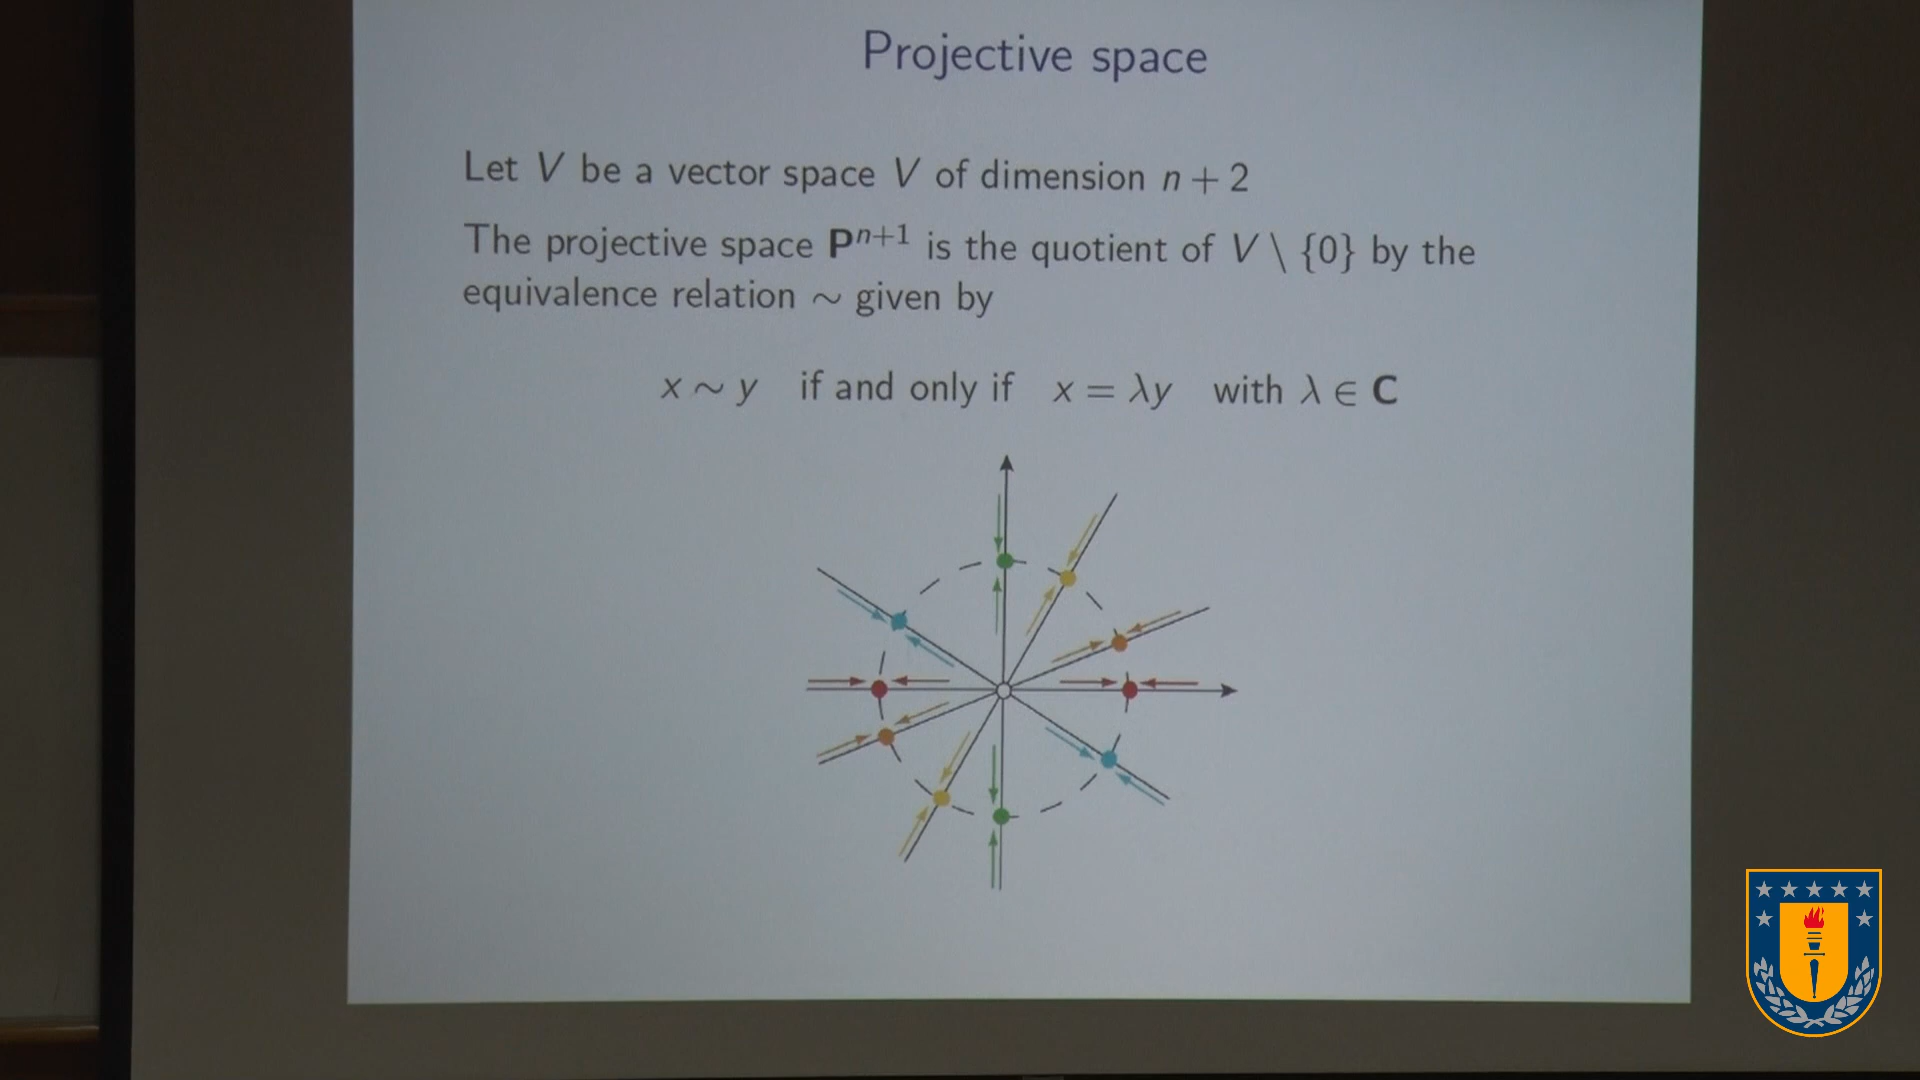 Projective space
Let V be a vector space V of dimension n + 2
The projective space Pⁿ⁺¹ is the quotient of V \ {0} by the
equivalence relation ∼ given by
x ∼ y if and only if x = λy with λ ∈ C